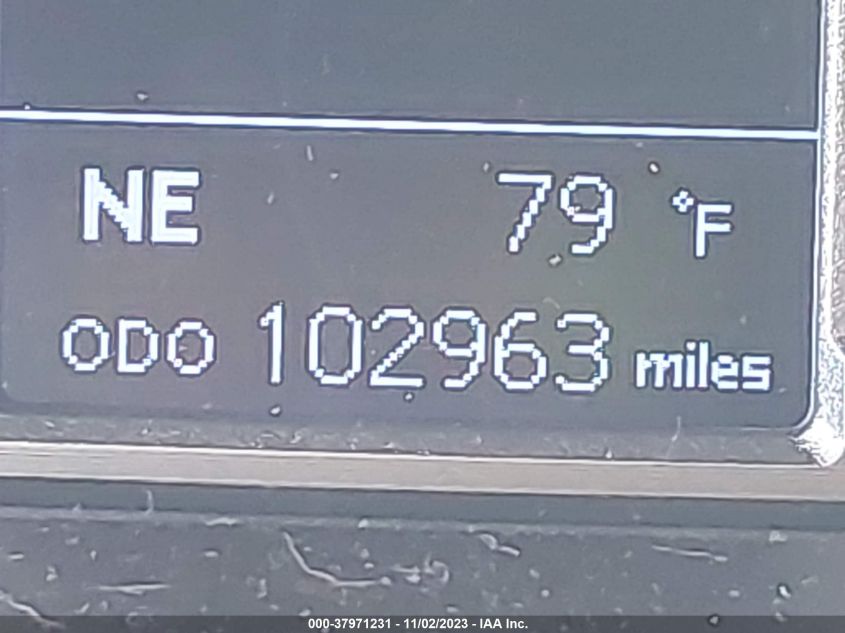 NE 79 °F
ODO 102963 miles
000-37971231 - 11/02/2023 - IAA Inc.